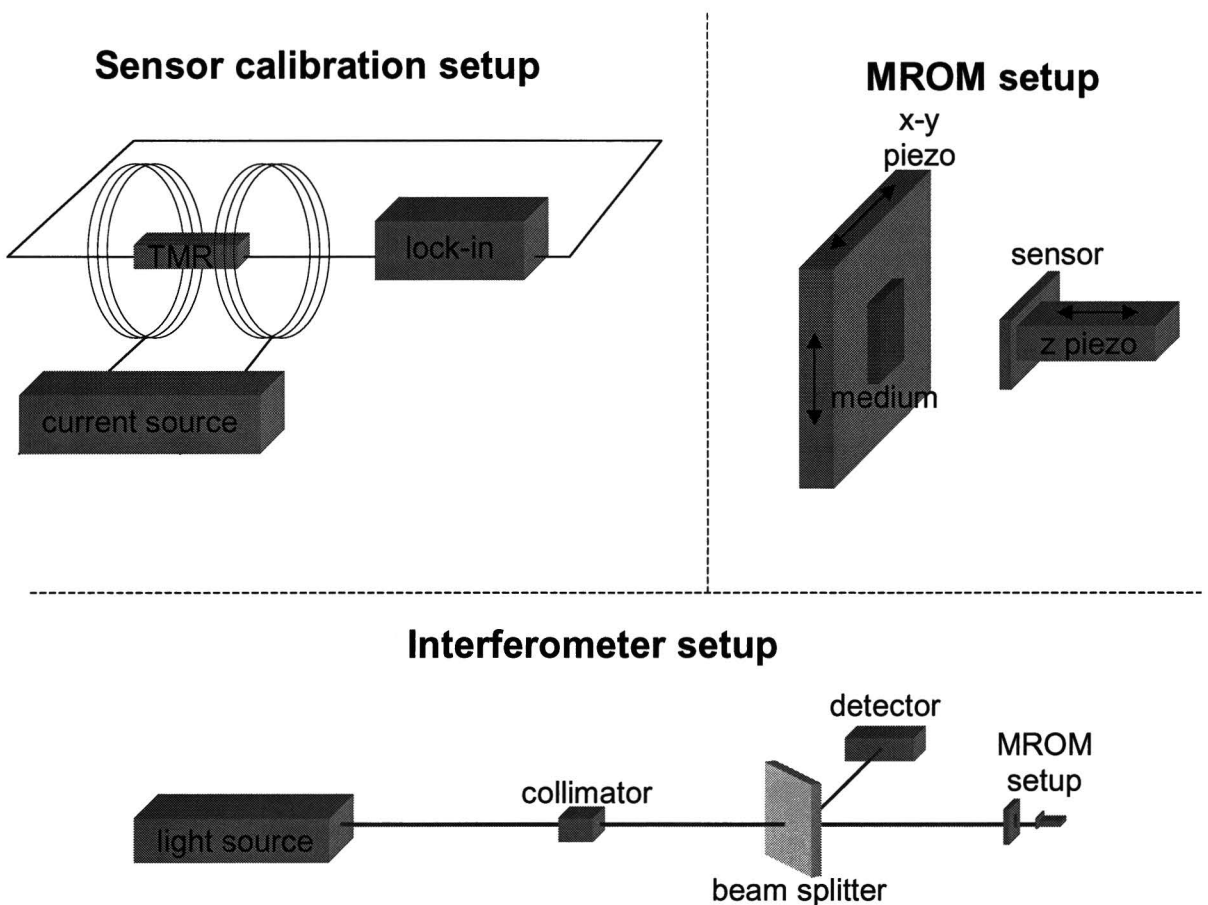 Sensor calibration setup
TMR
lock-in
current source
MROM setup
x-y
piezo
sensor
z piezo
medium
Interferometer setup
detector
MROM
setup
collimator
light source
beam splitter